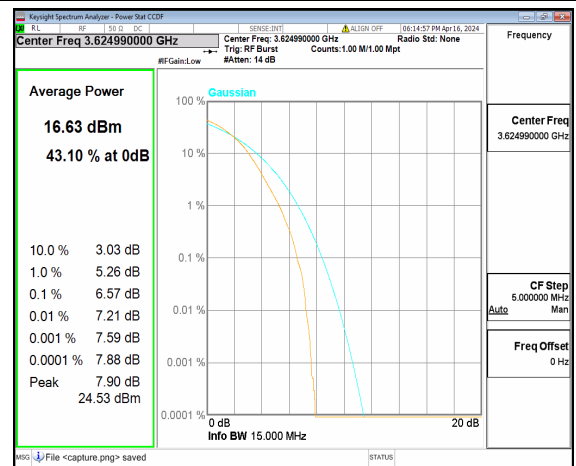 Keysight Spectrum Analyzer - Power Stat CCDF
RL RF 50 Ω DC SENSE:INT ALIGN OFF 06:14:57 PM Apr 16, 2024
Center Freq 3.624990000 GHz
Center Freq: 3.624990000 GHz Radio Std: None
Trig: RF Burst Counts:1.00 M/1.00 Mpt
#IFGain:Low #Atten: 14 dB
Frequency
Average Power
16.63 dBm
43.10 % at 0dB
10.0 % 3.03 dB
1.0 % 5.26 dB
0.1 % 6.57 dB
0.01 % 7.21 dB
0.001 % 7.59 dB
0.0001 % 7.88 dB
Peak 7.90 dB
24.53 dBm
Gaussian
100 %
10 %
1 %
0.1 %
0.01 %
0.001 %
0.0001 %
0 dB 20 dB
Info BW 15.000 MHz
Center Freq
3.624990000 GHz
CF Step
5.000000 MHz
Auto Man
Freq Offset
0 Hz
MSG File <capture.png> saved STATUS